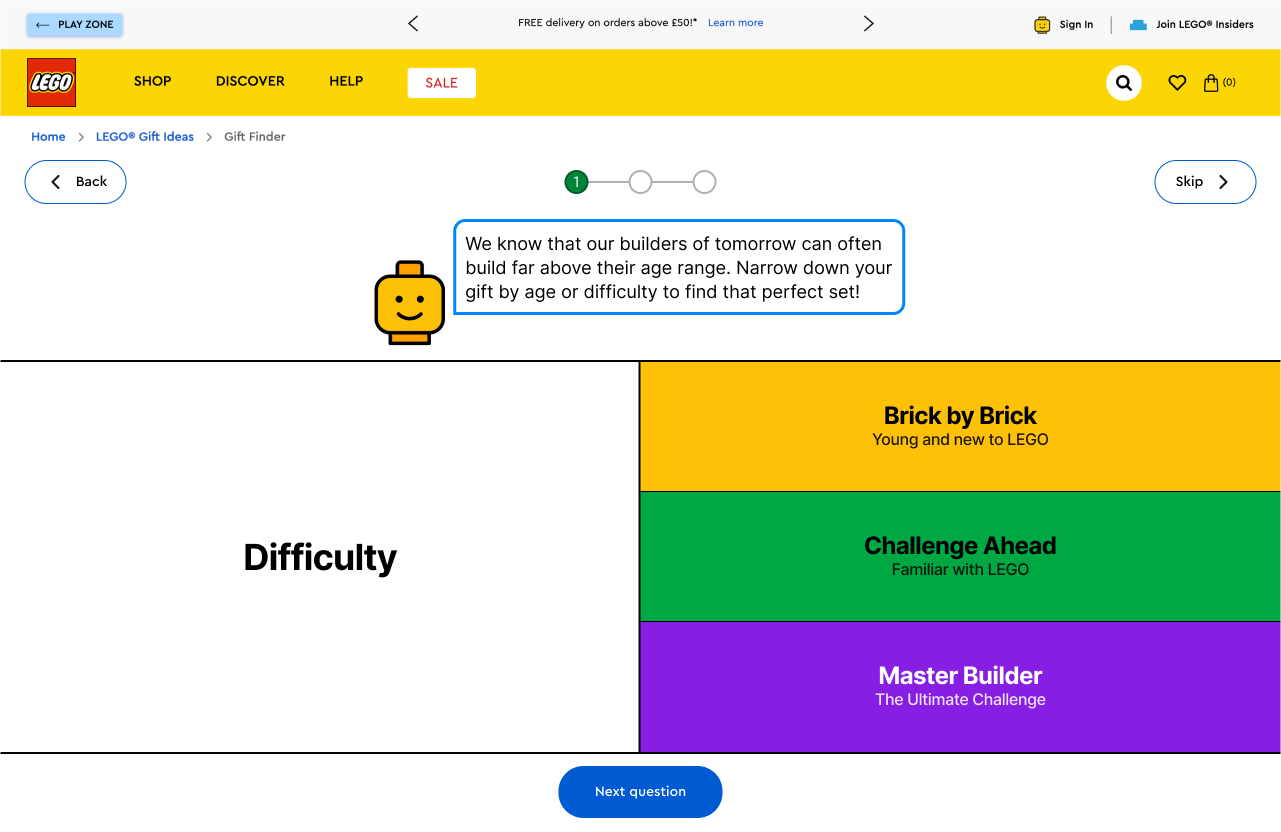 PLAY ZONE
FREE delivery on orders above £50!* Learn more
Sign In
Join LEGO® Insiders
LEGO
SHOP
DISCOVER
HELP
SALE
(0)
Home
LEGO® Gift Ideas
Gift Finder
Back
1
Skip
We know that our builders of tomorrow can often
build far above their age range. Narrow down your
gift by age or difficulty to find that perfect set!
Difficulty
Brick by Brick
Young and new to LEGO
Challenge Ahead
Familiar with LEGO
Master Builder
The Ultimate Challenge
Next question